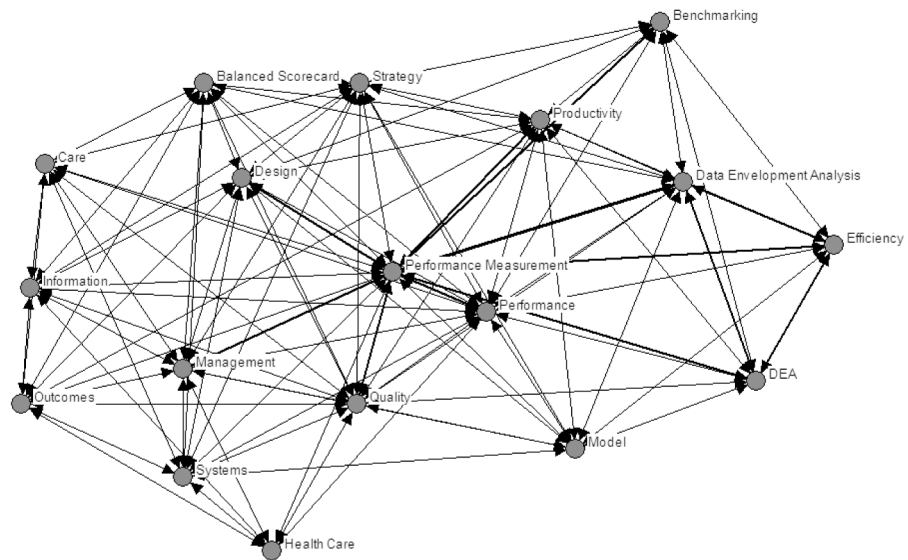 Benchmarking
Balanced Scorecard
Strategy
Productivity
Care
Design
Data Envelopment Analysis
Efficiency
Information
Performance Measurement
Performance
Management
DEA
Outcomes
Quality
Model
Systems
Health Care